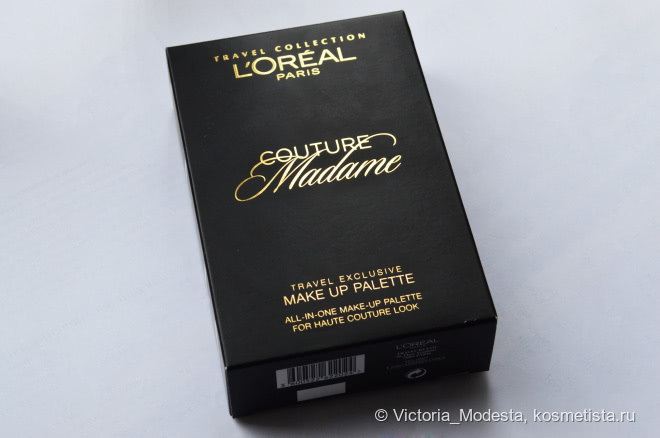 TRAVEL COLLECTION
L'ORÉAL
PARIS
COUTURE
Madame
TRAVEL EXCLUSIVE
MAKE UP PALETTE
ALL-IN-ONE MAKE-UP PALETTE
FOR HAUTE COUTURE LOOK
L'ORÉAL
© Victoria_Modesta, kosmetista.ru